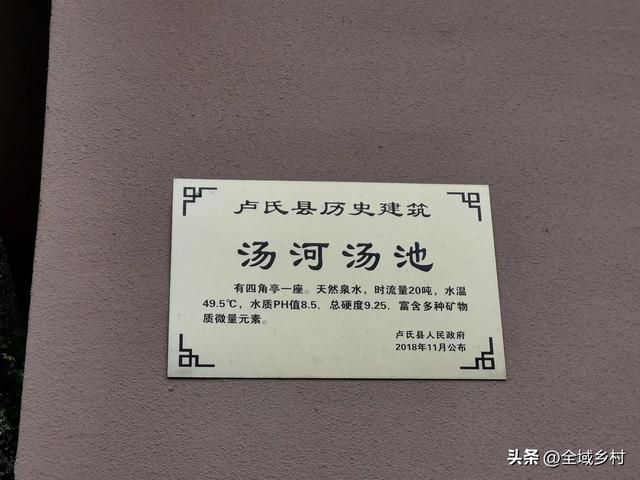 卢氏县历史建筑
汤河汤池
有四角亭一座。天然泉水，时流量20吨，水温
49.5℃，水质PH值8.5，总硬度9.25，富含多种矿物
质微量元素。
卢氏县人民政府
2018年11月公布
头条 @全域乡村